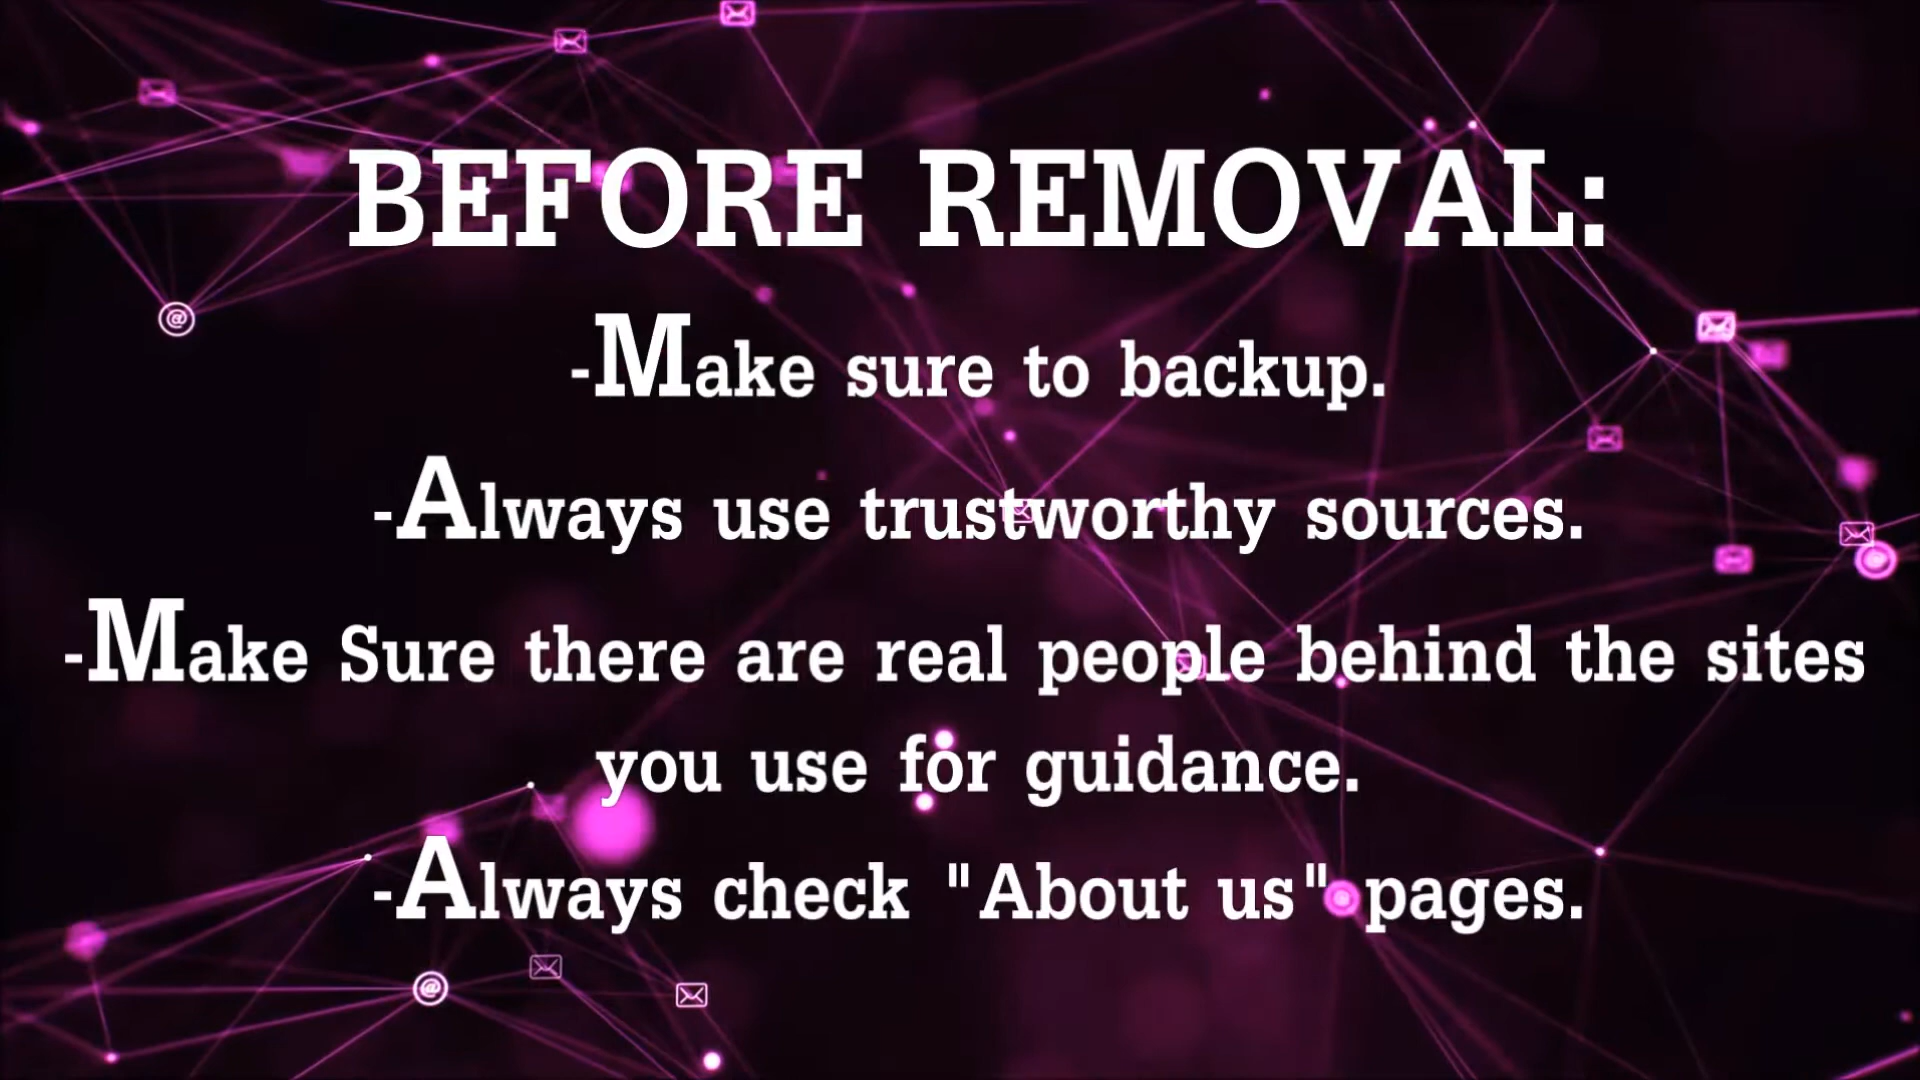 BEFORE REMOVAL:
-Make sure to backup.
-Always use trustworthy sources.
-Make Sure there are real people behind the sites
you use for guidance.
-Always check "About us" pages.